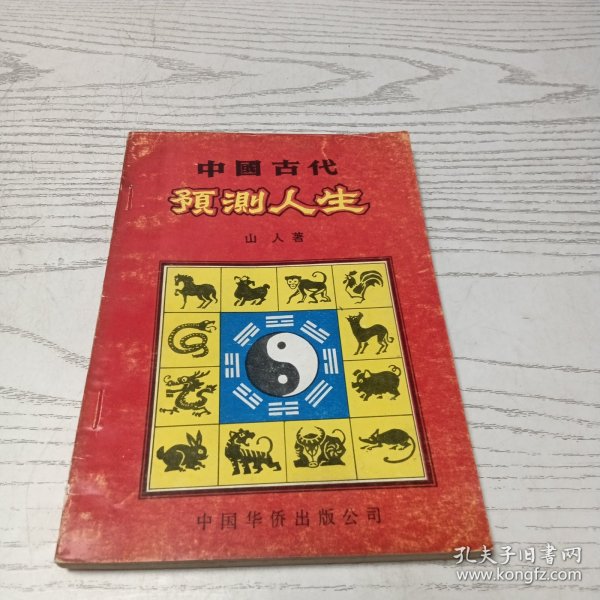 中國古代
預測人生
山人著
中国华侨出版公司
孔夫子旧书网
www.kongfz.com